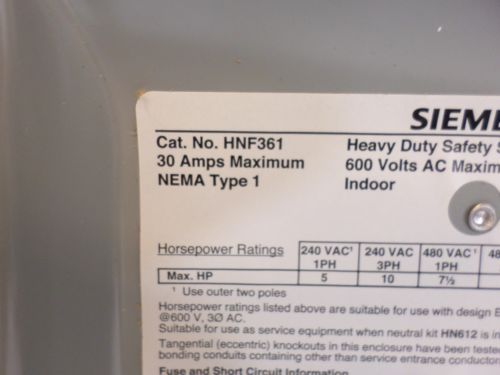 SIEME
Cat. No. HNF361 Heavy Duty Safety S
30 Amps Maximum 600 Volts AC Maxim
NEMA Type 1 Indoor
Horsepower Ratings 240 VAC¹ 240 VAC 480 VAC¹ 48
1PH 3PH 1PH
Max. HP 5 10 7½
¹ Use outer two poles
Horsepower ratings listed above are suitable for use with design E
@600 V, 3Ø AC.
Suitable for use as service equipment when neutral kit HN612 is in
Tangential (eccentric) knockouts in this enclosure have been tested
bonding conduits containing other than service entrance conductor
Fuse and Short Circuit Information